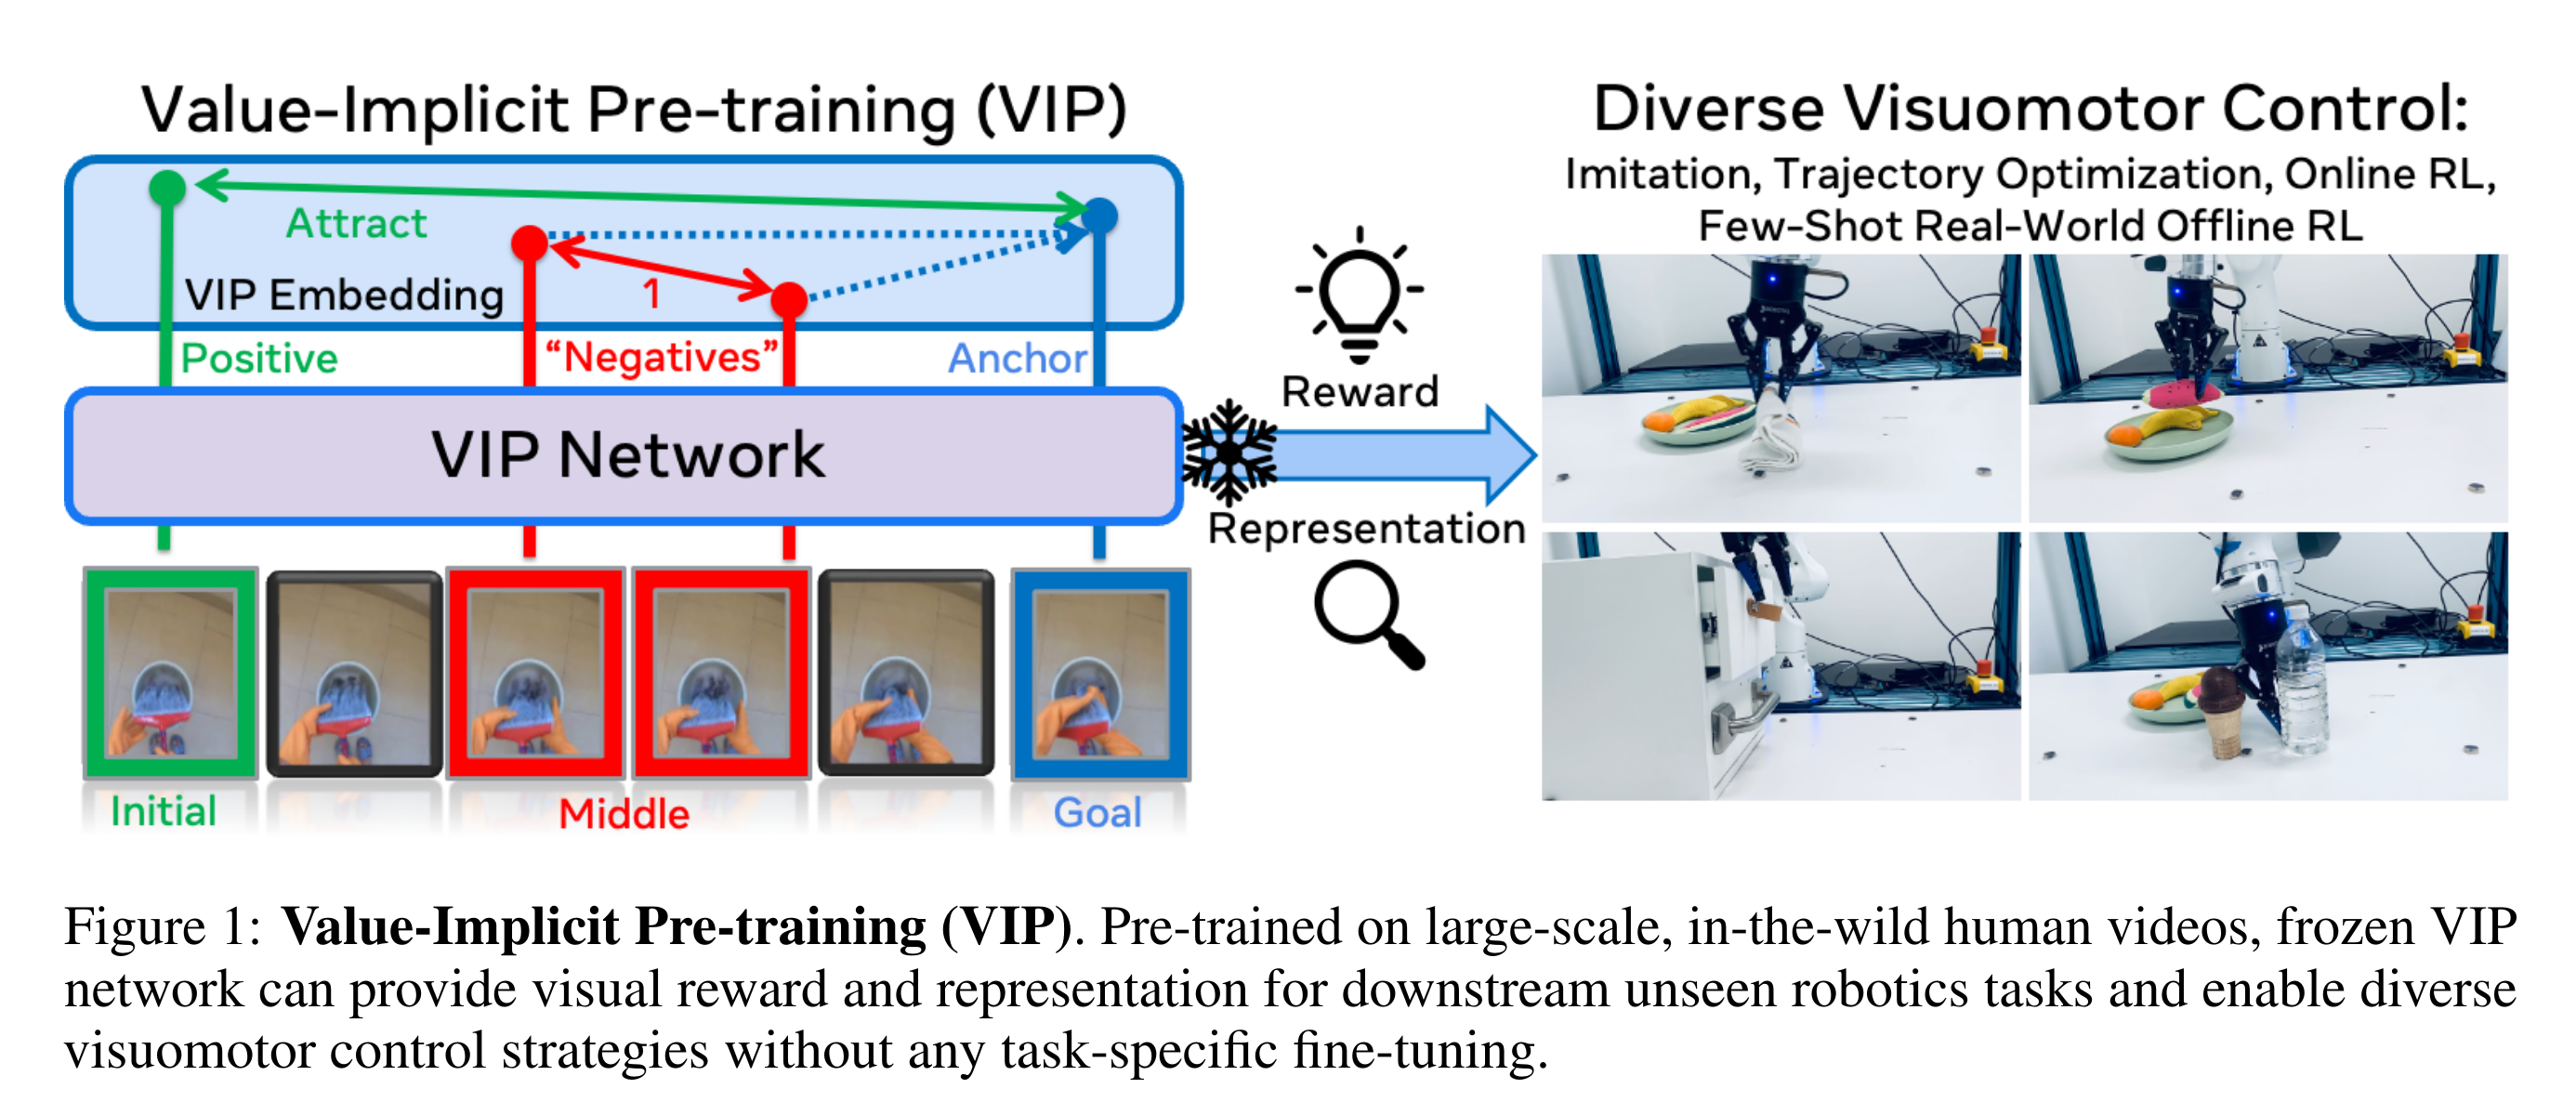 Value-Implicit Pre-training (VIP)
Attract
VIP Embedding
1
Positive
“Negatives”
Anchor
VIP Network
Initial
Middle
Goal
Reward
Representation
Diverse Visuomotor Control:
Imitation, Trajectory Optimization, Online RL,
Few-Shot Real-World Offline RL
Figure 1: Value-Implicit Pre-training (VIP). Pre-trained on large-scale, in-the-wild human videos, frozen VIP
network can provide visual reward and representation for downstream unseen robotics tasks and enable diverse
visuomotor control strategies without any task-specific fine-tuning.